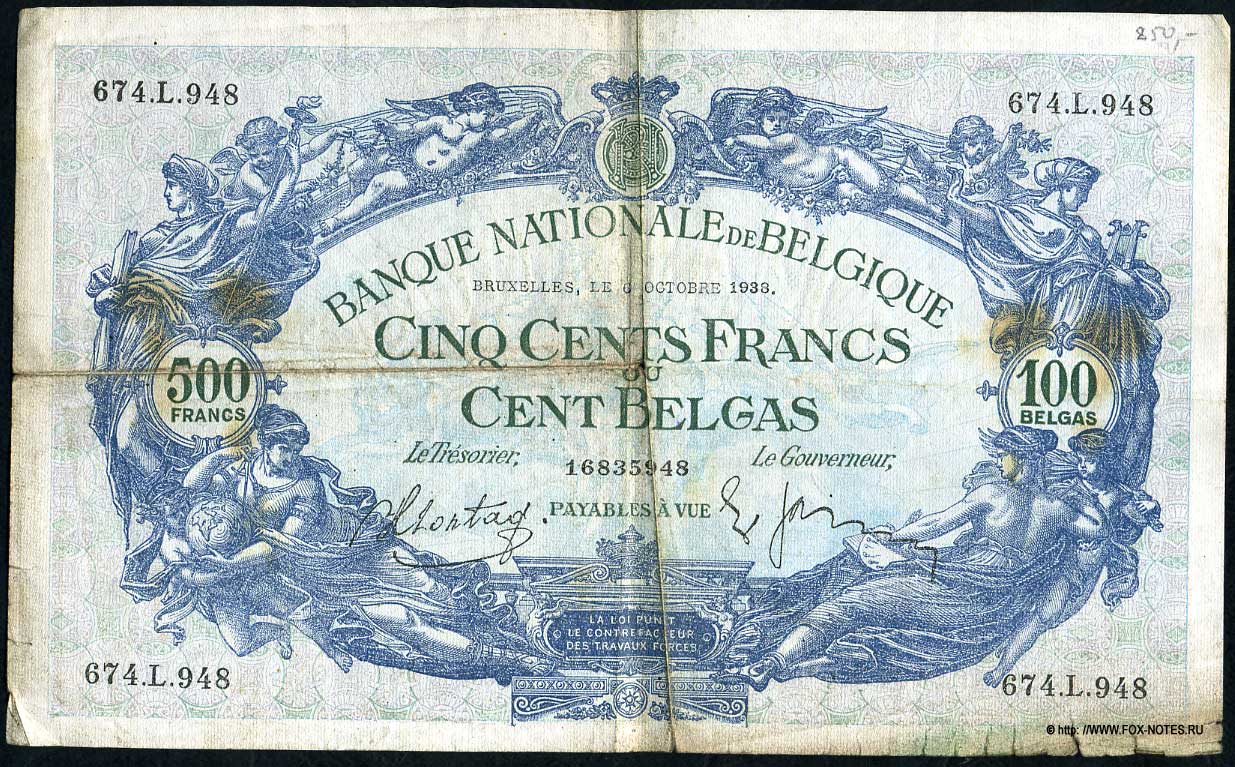 250,-
674.L.948
674.L.948
BANQUE NATIONALE DE BELGIQUE
BRUXELLES, LE 6 OCTOBRE 1938.
CINQ CENTS FRANCS
OU
CENT BELGAS
500
FRANCS
100
BELGAS
Le Trésorier,
16835948
Le Gouverneur,
PAYABLES À VUE
LA LOI PUNIT
LE CONTREFACTEUR
DES TRAVAUX FORCÉS
674.L.948
674.L.948
© http: //WWW.FOX-NOTES.RU